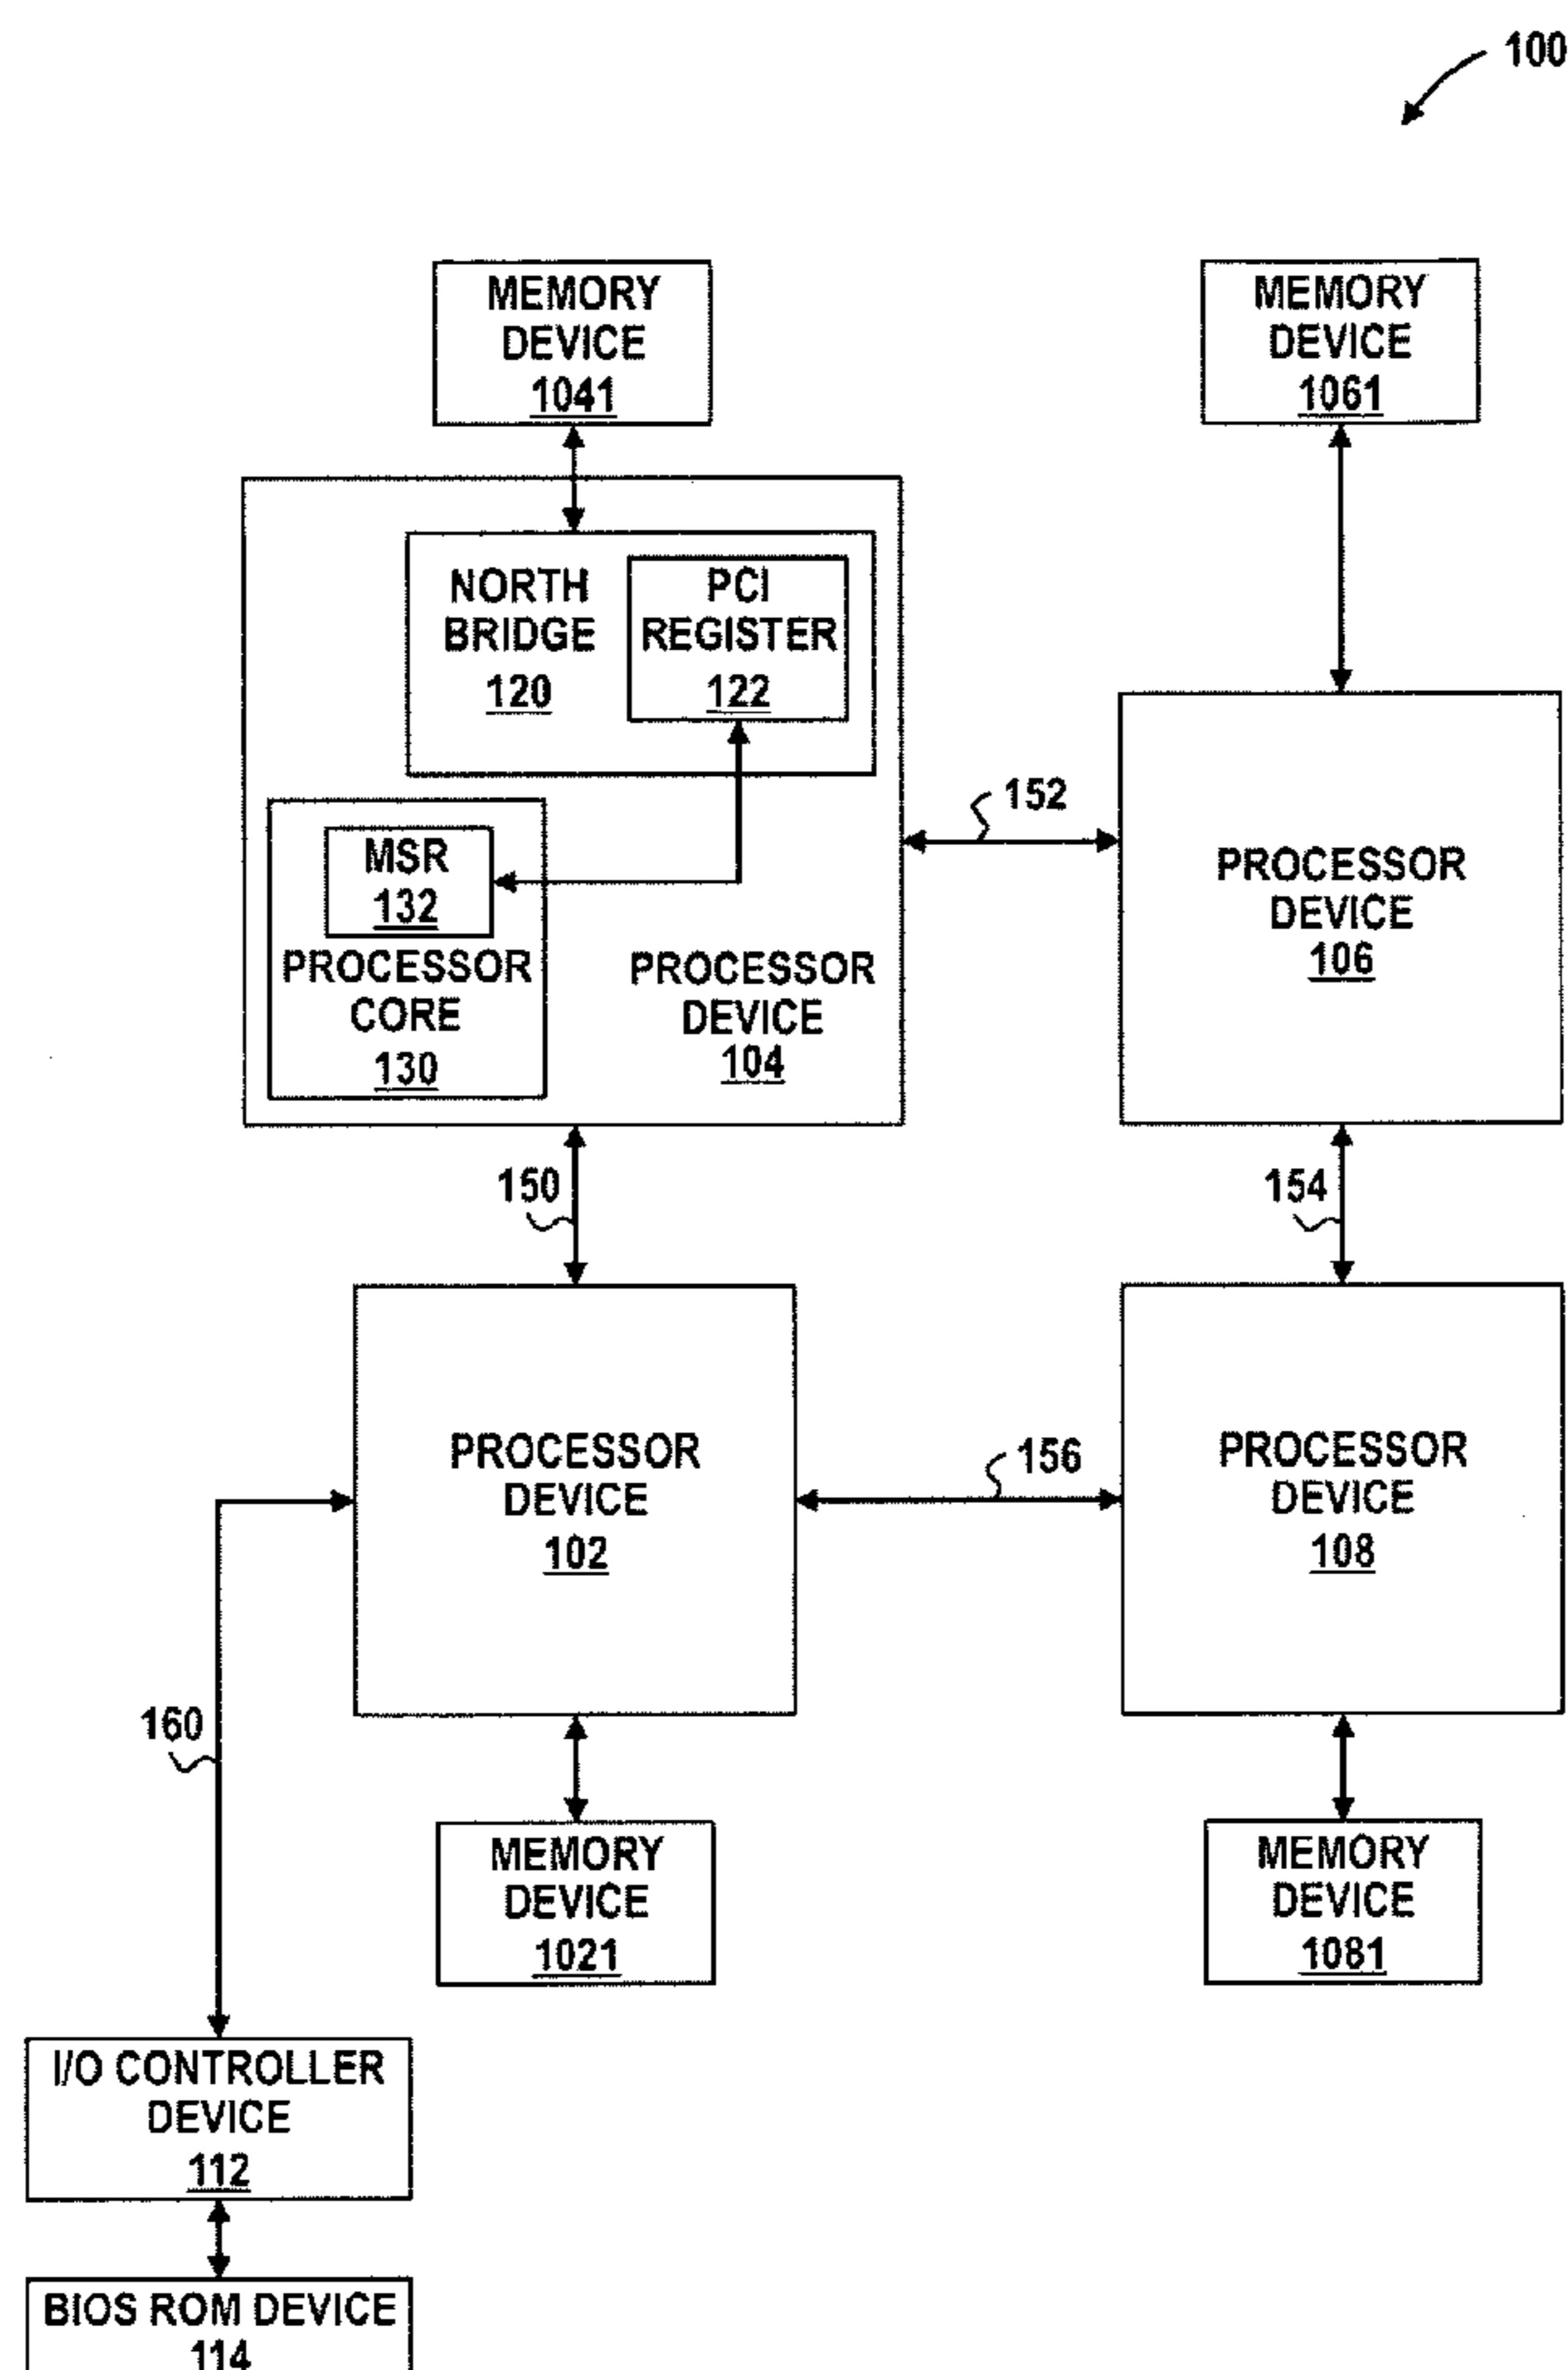 100
MEMORY
DEVICE
1041
MEMORY
DEVICE
1061
NORTH
BRIDGE
120
PCI
REGISTER
122
MSR
132
PROCESSOR
CORE
130
PROCESSOR
DEVICE
104
152
PROCESSOR
DEVICE
106
150
154
PROCESSOR
DEVICE
102
156
PROCESSOR
DEVICE
108
160
MEMORY
DEVICE
1021
MEMORY
DEVICE
1081
I/O CONTROLLER
DEVICE
112
BIOS ROM DEVICE
114